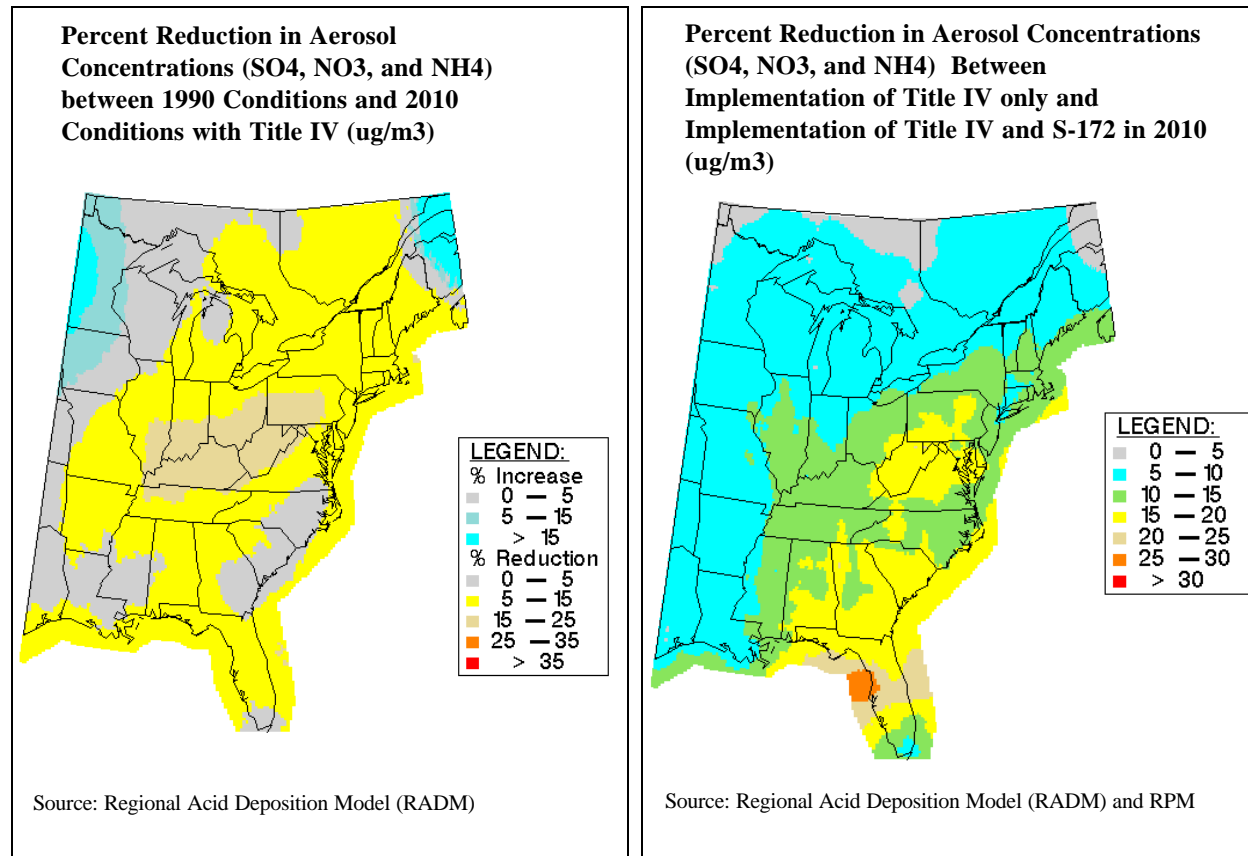 Percent Reduction in Aerosol
Concentrations (SO4, NO3, and NH4)
between 1990 Conditions and 2010
Conditions with Title IV (ug/m3)
LEGEND:
% Increase
0 — 5
5 — 15
> 15
% Reduction
0 — 5
5 — 15
15 — 25
25 — 35
> 35
Source: Regional Acid Deposition Model (RADM)
Percent Reduction in Aerosol Concentrations
(SO4, NO3, and NH4) Between
Implementation of Title IV only and
Implementation of Title IV and S-172 in 2010
(ug/m3)
LEGEND:
0 — 5
5 — 10
10 — 15
15 — 20
20 — 25
25 — 30
> 30
Source: Regional Acid Deposition Model (RADM) and RPM